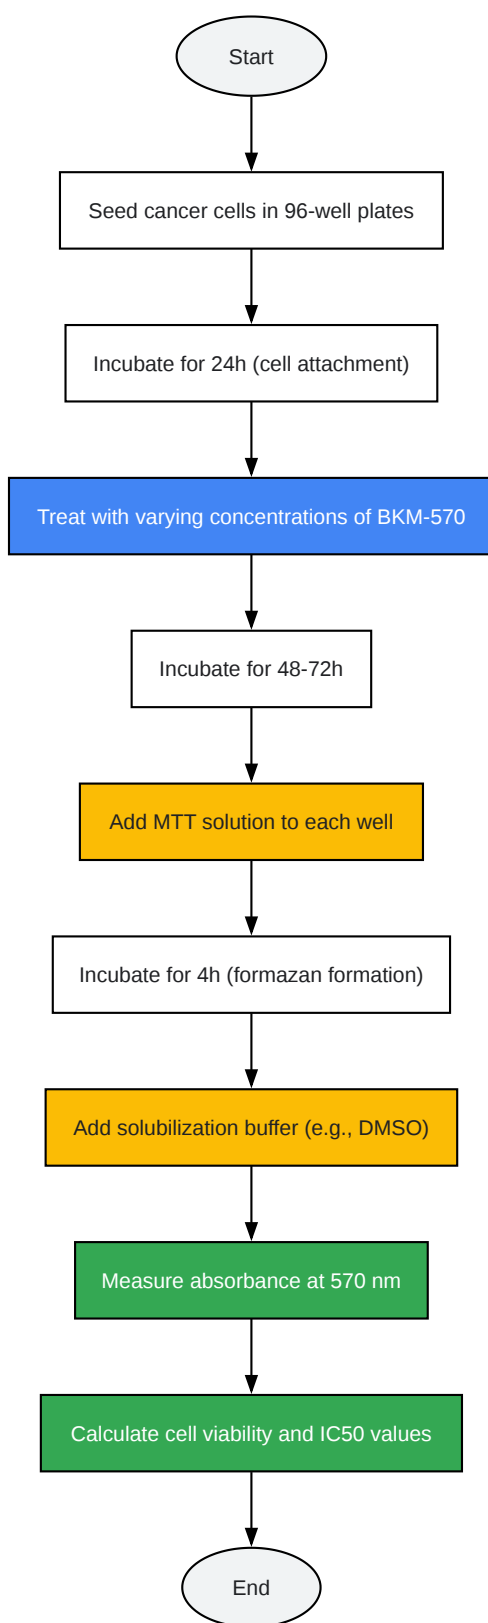 Start
Seed cancer cells in 96-well plates
Incubate for 24h (cell attachment)
Treat with varying concentrations of BKM-570
Incubate for 48-72h
Add MTT solution to each well
Incubate for 4h (formazan formation)
Add solubilization buffer (e.g., DMSO)
Measure absorbance at 570 nm
Calculate cell viability and IC50 values
End